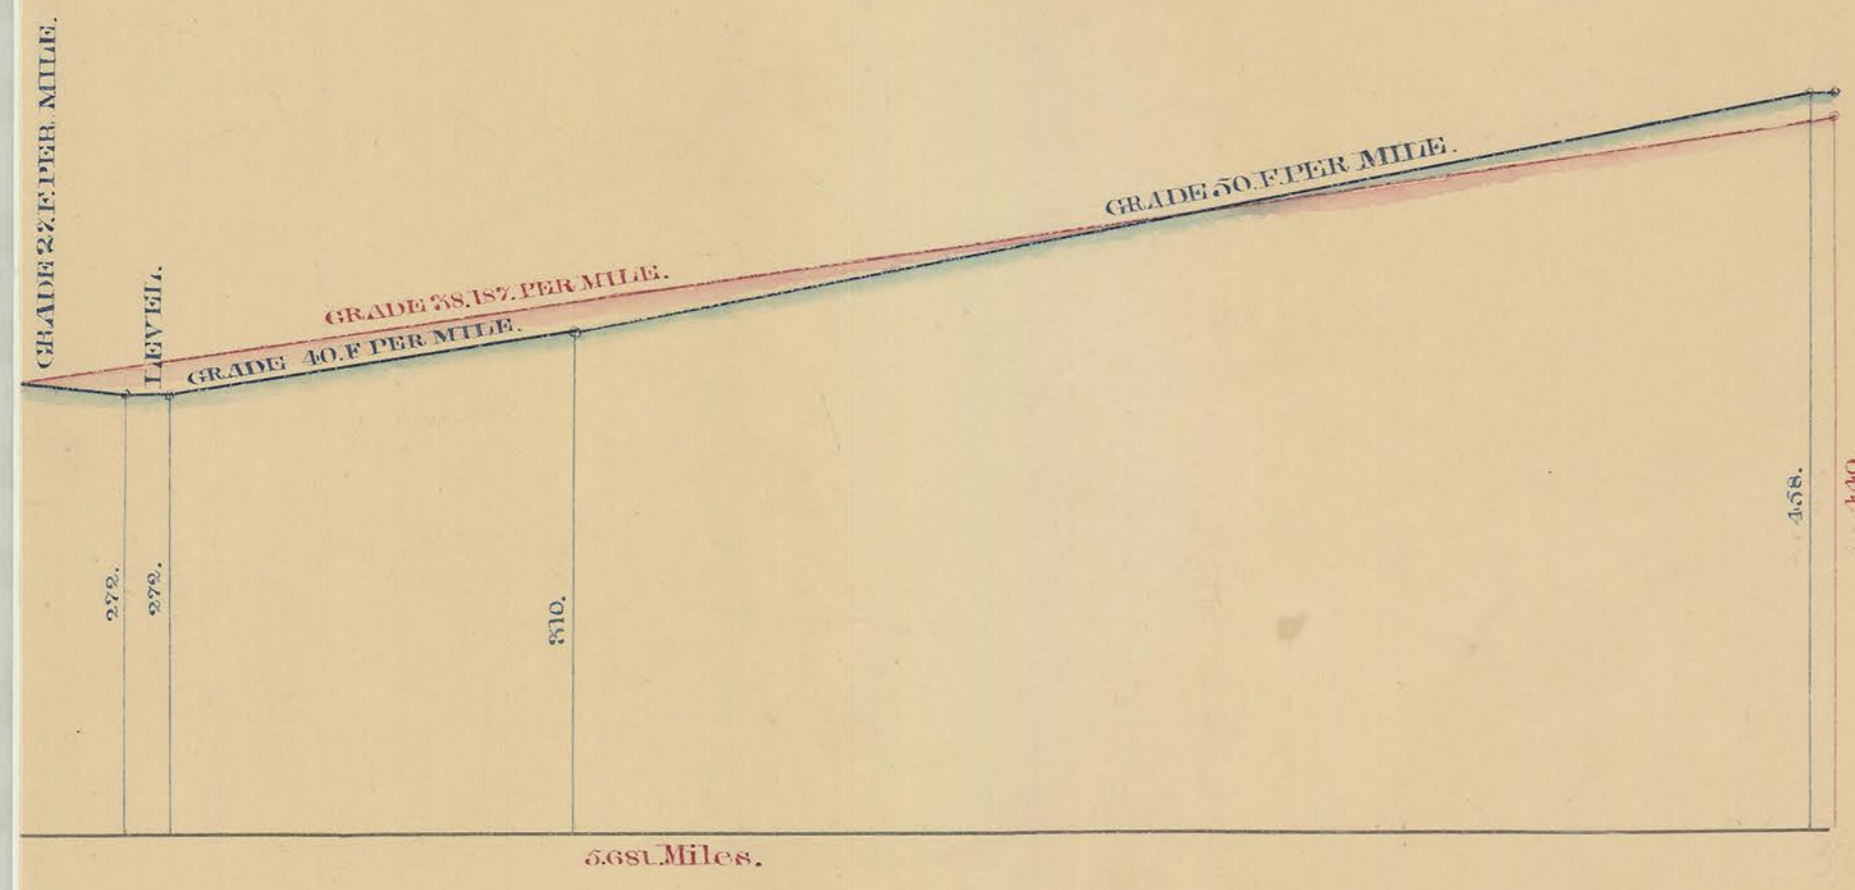 GRADE 27.F. PER. MILE.
LEVEL.
GRADE 38.187. PER MILE.
GRADE 40.F PER MILE.
GRADE 50.F. PER MILE.
272.
272.
310.
458.
440
5.681.Miles.